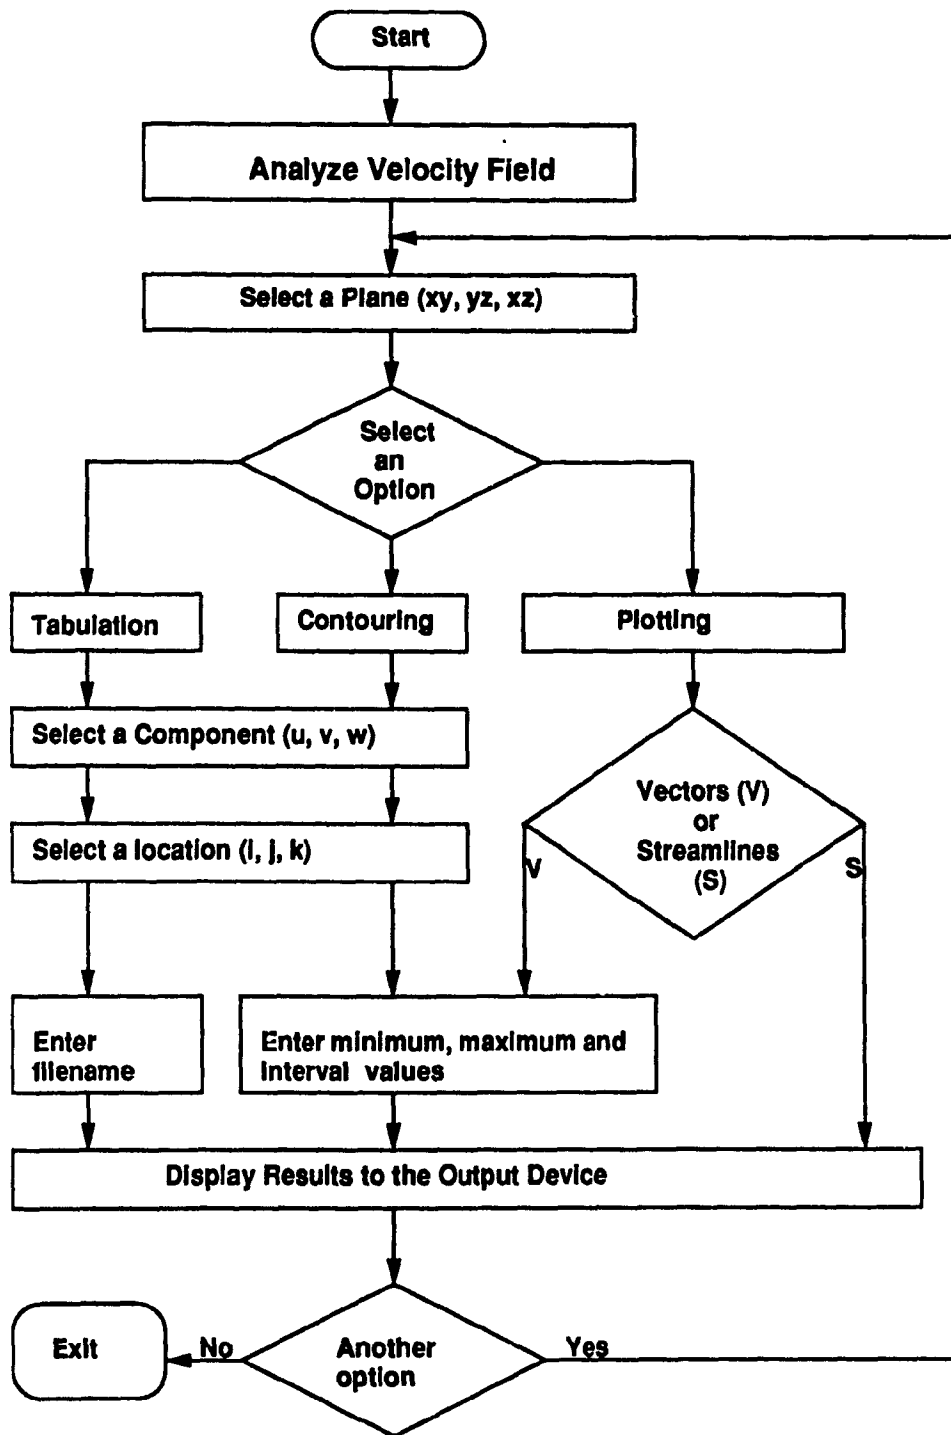 Start
Analyze Velocity Field
Select a Plane (xy, yz, xz)
Select
an
Option
Tabulation
Contouring
Plotting
Select a Component (u, v, w)
Vectors (V)
or
Streamlines
(S)
V
S
Select a location (i, j, k)
Enter
filename
Enter minimum, maximum and
interval values
Display Results to the Output Device
Exit
No
Another
option
Yes